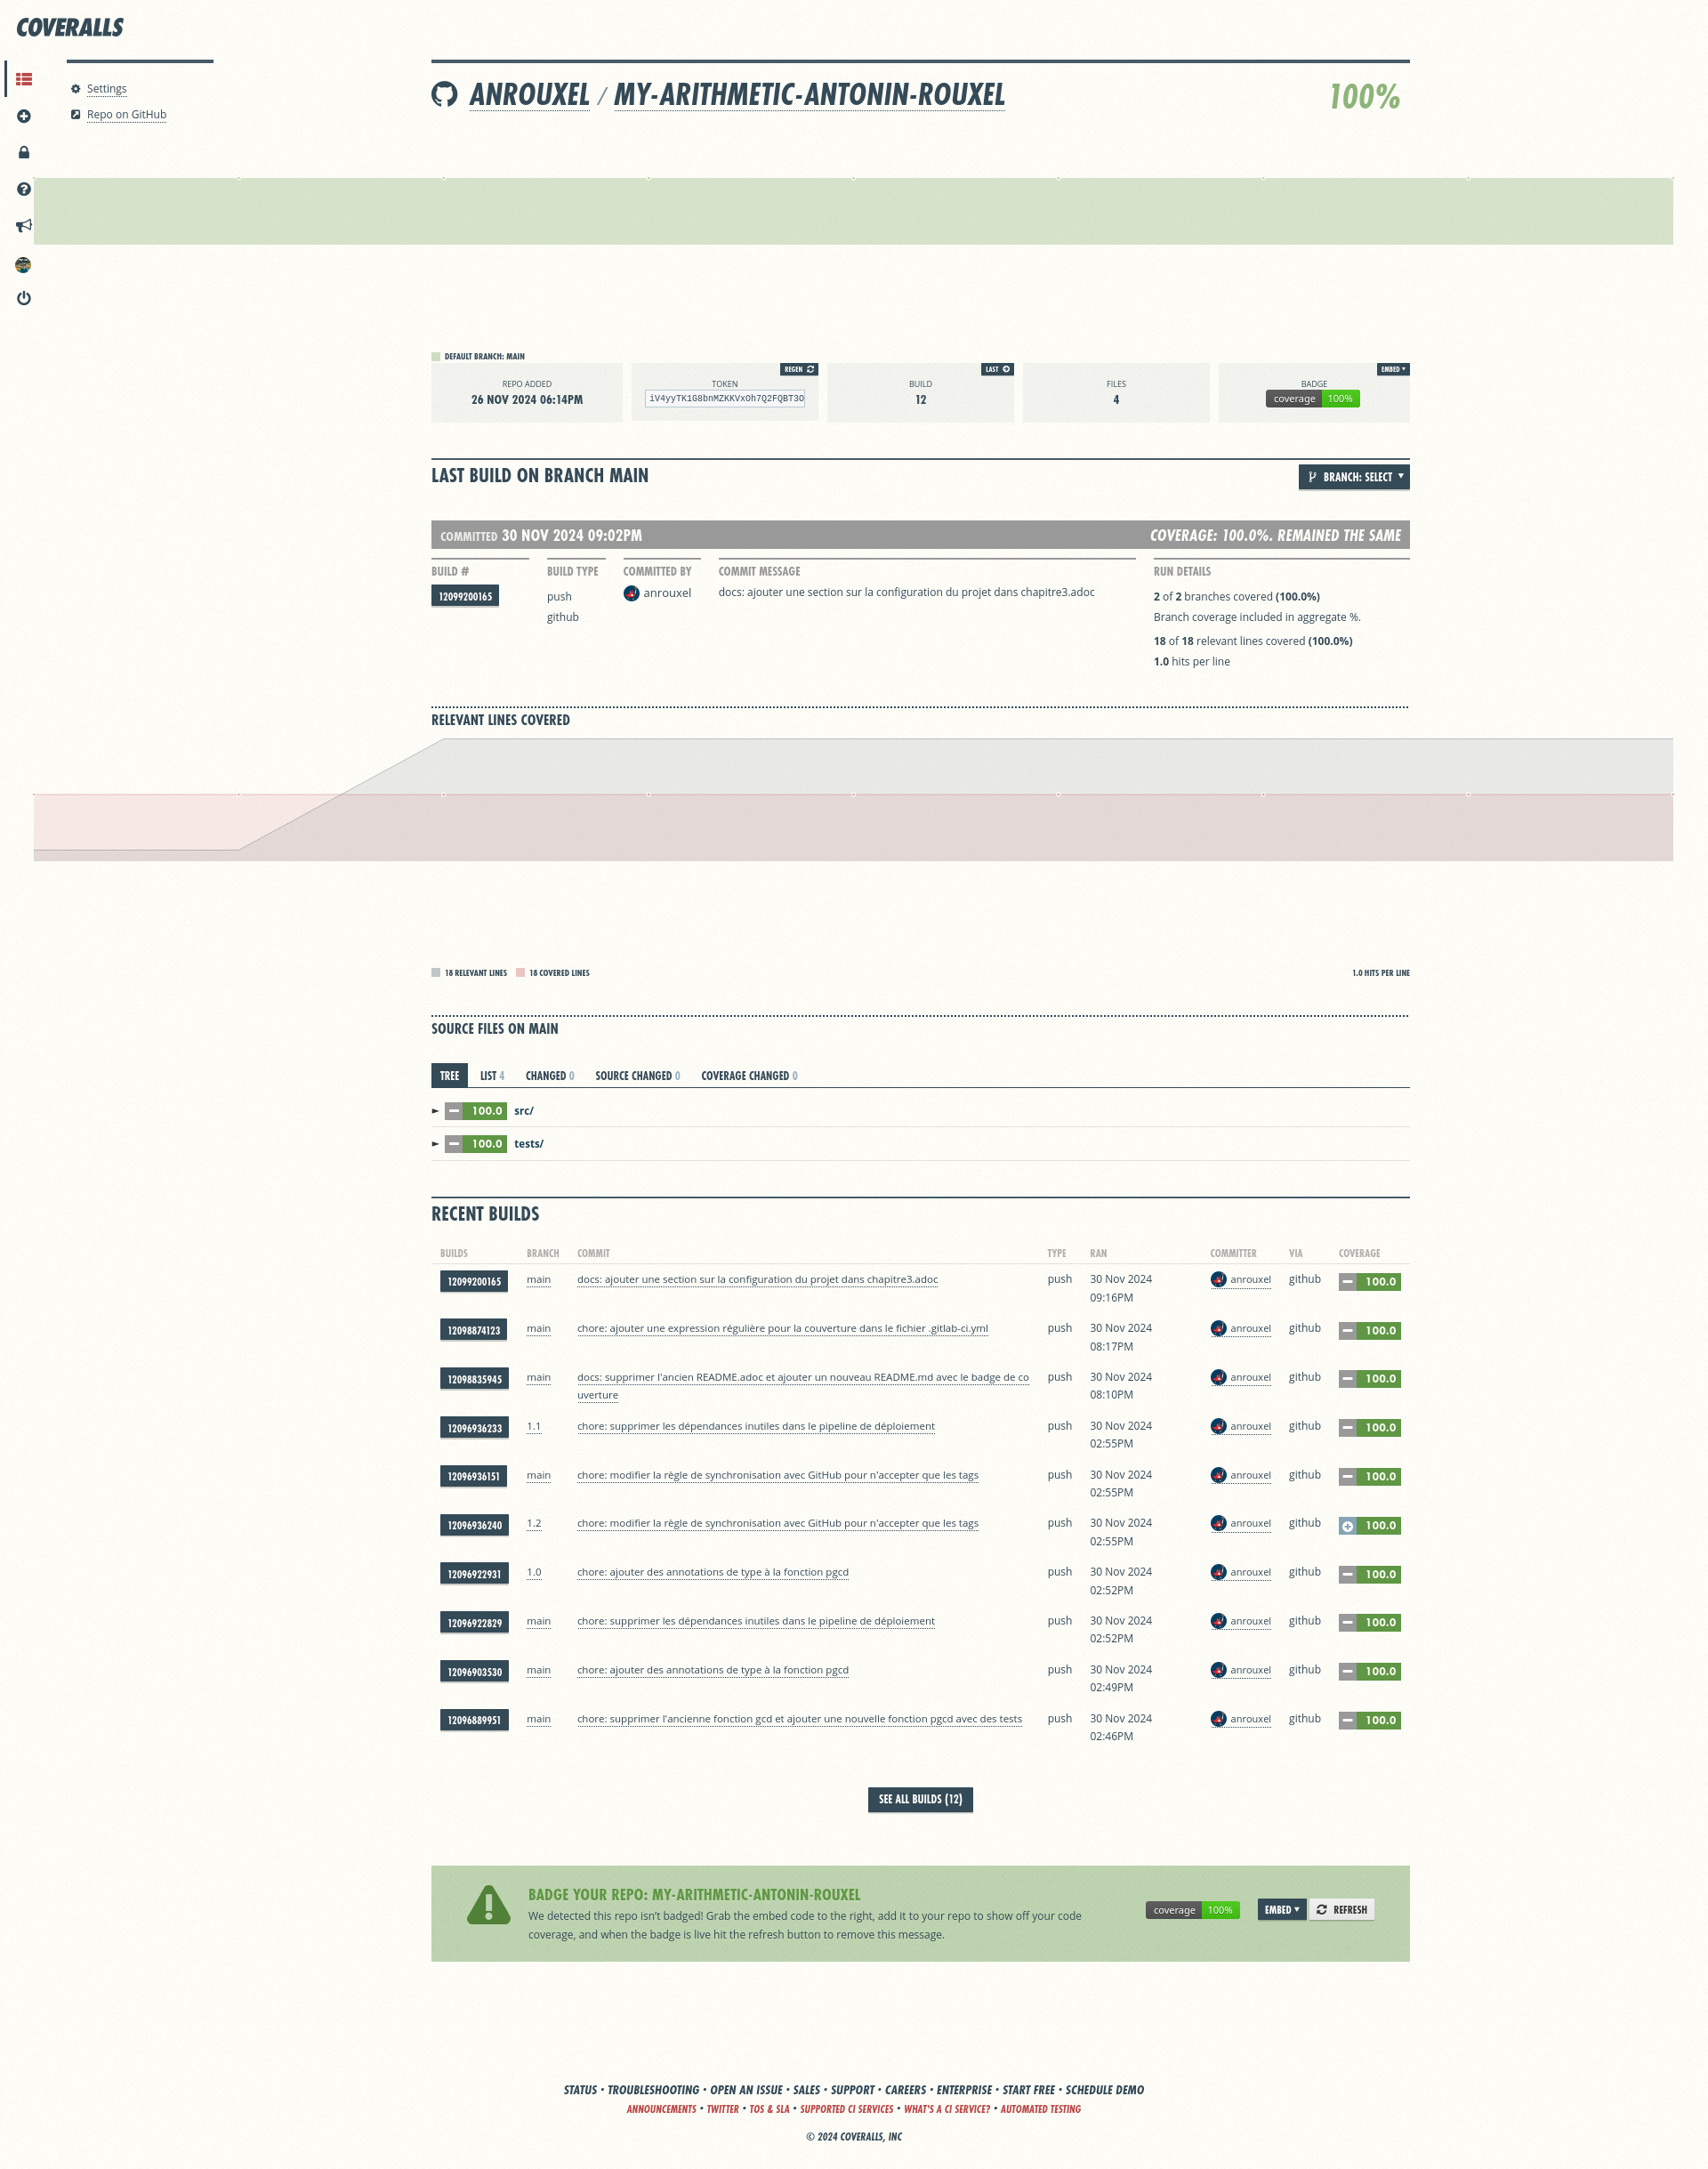 COVERALLS
Settings
Repo on GitHub
ANROUXEL / MY-ARITHMETIC-ANTONIN-ROUXEL
100%
DEFAULT BRANCH: MAIN
REPO ADDED
26 NOV 2024 06:14PM
REGEN
TOKEN
iV4yyTK1G8bnMZKKVxOh7Q2FQBT3O
LAST
BUILD
12
FILES
4
EMBED
BADGE
coverage 100%
LAST BUILD ON BRANCH MAIN
BRANCH: SELECT
COMMITTED 30 NOV 2024 09:02PM
COVERAGE: 100.0%. REMAINED THE SAME
BUILD #
12099200165
BUILD TYPE
push
github
COMMITTED BY
anrouxel
COMMIT MESSAGE
docs: ajouter une section sur la configuration du projet dans chapitre3.adoc
RUN DETAILS
2 of 2 branches covered (100.0%)
Branch coverage included in aggregate %.
18 of 18 relevant lines covered (100.0%)
1.0 hits per line
RELEVANT LINES COVERED
18 RELEVANT LINES 18 COVERED LINES
1.0 HITS PER LINE
SOURCE FILES ON MAIN
TREE LIST 4 CHANGED 0 SOURCE CHANGED 0 COVERAGE CHANGED 0
100.0 src/
100.0 tests/
RECENT BUILDS
BUILDS BRANCH COMMIT TYPE RAN COMMITTER VIA COVERAGE
12099200165 main docs: ajouter une section sur la configuration du projet dans chapitre3.adoc push 30 Nov 2024 anrouxel github 100.0
09:16PM
12098874123 main chore: ajouter une expression régulière pour la couverture dans le fichier .gitlab-ci.yml push 30 Nov 2024 anrouxel github 100.0
08:17PM
12098835945 main docs: supprimer l'ancien README.adoc et ajouter un nouveau README.md avec le badge de co push 30 Nov 2024 anrouxel github 100.0
uverture 08:10PM
12096936233 1.1 chore: supprimer les dépendances inutiles dans le pipeline de déploiement push 30 Nov 2024 anrouxel github 100.0
02:55PM
12096936151 main chore: modifier la règle de synchronisation avec GitHub pour n'accepter que les tags push 30 Nov 2024 anrouxel github 100.0
02:55PM
12096936240 1.2 chore: modifier la règle de synchronisation avec GitHub pour n'accepter que les tags push 30 Nov 2024 anrouxel github 100.0
02:55PM
12096922931 1.0 chore: ajouter des annotations de type à la fonction pgcd push 30 Nov 2024 anrouxel github 100.0
02:52PM
12096922829 main chore: supprimer les dépendances inutiles dans le pipeline de déploiement push 30 Nov 2024 anrouxel github 100.0
02:52PM
12096903530 main chore: ajouter des annotations de type à la fonction pgcd push 30 Nov 2024 anrouxel github 100.0
02:49PM
12096889951 main chore: supprimer l'ancienne fonction gcd et ajouter une nouvelle fonction pgcd avec des tests push 30 Nov 2024 anrouxel github 100.0
02:46PM
SEE ALL BUILDS (12)
BADGE YOUR REPO: MY-ARITHMETIC-ANTONIN-ROUXEL
We detected this repo isn't badged! Grab the embed code to the right, add it to your repo to show off your code
coverage, and when the badge is live hit the refresh button to remove this message.
coverage 100%
EMBED
REFRESH
STATUS · TROUBLESHOOTING · OPEN AN ISSUE · SALES · SUPPORT · CAREERS · ENTERPRISE · START FREE · SCHEDULE DEMO
ANNOUNCEMENTS · TWITTER · TOS & SLA · SUPPORTED CI SERVICES · WHAT'S A CI SERVICE? · AUTOMATED TESTING
© 2024 COVERALLS, INC